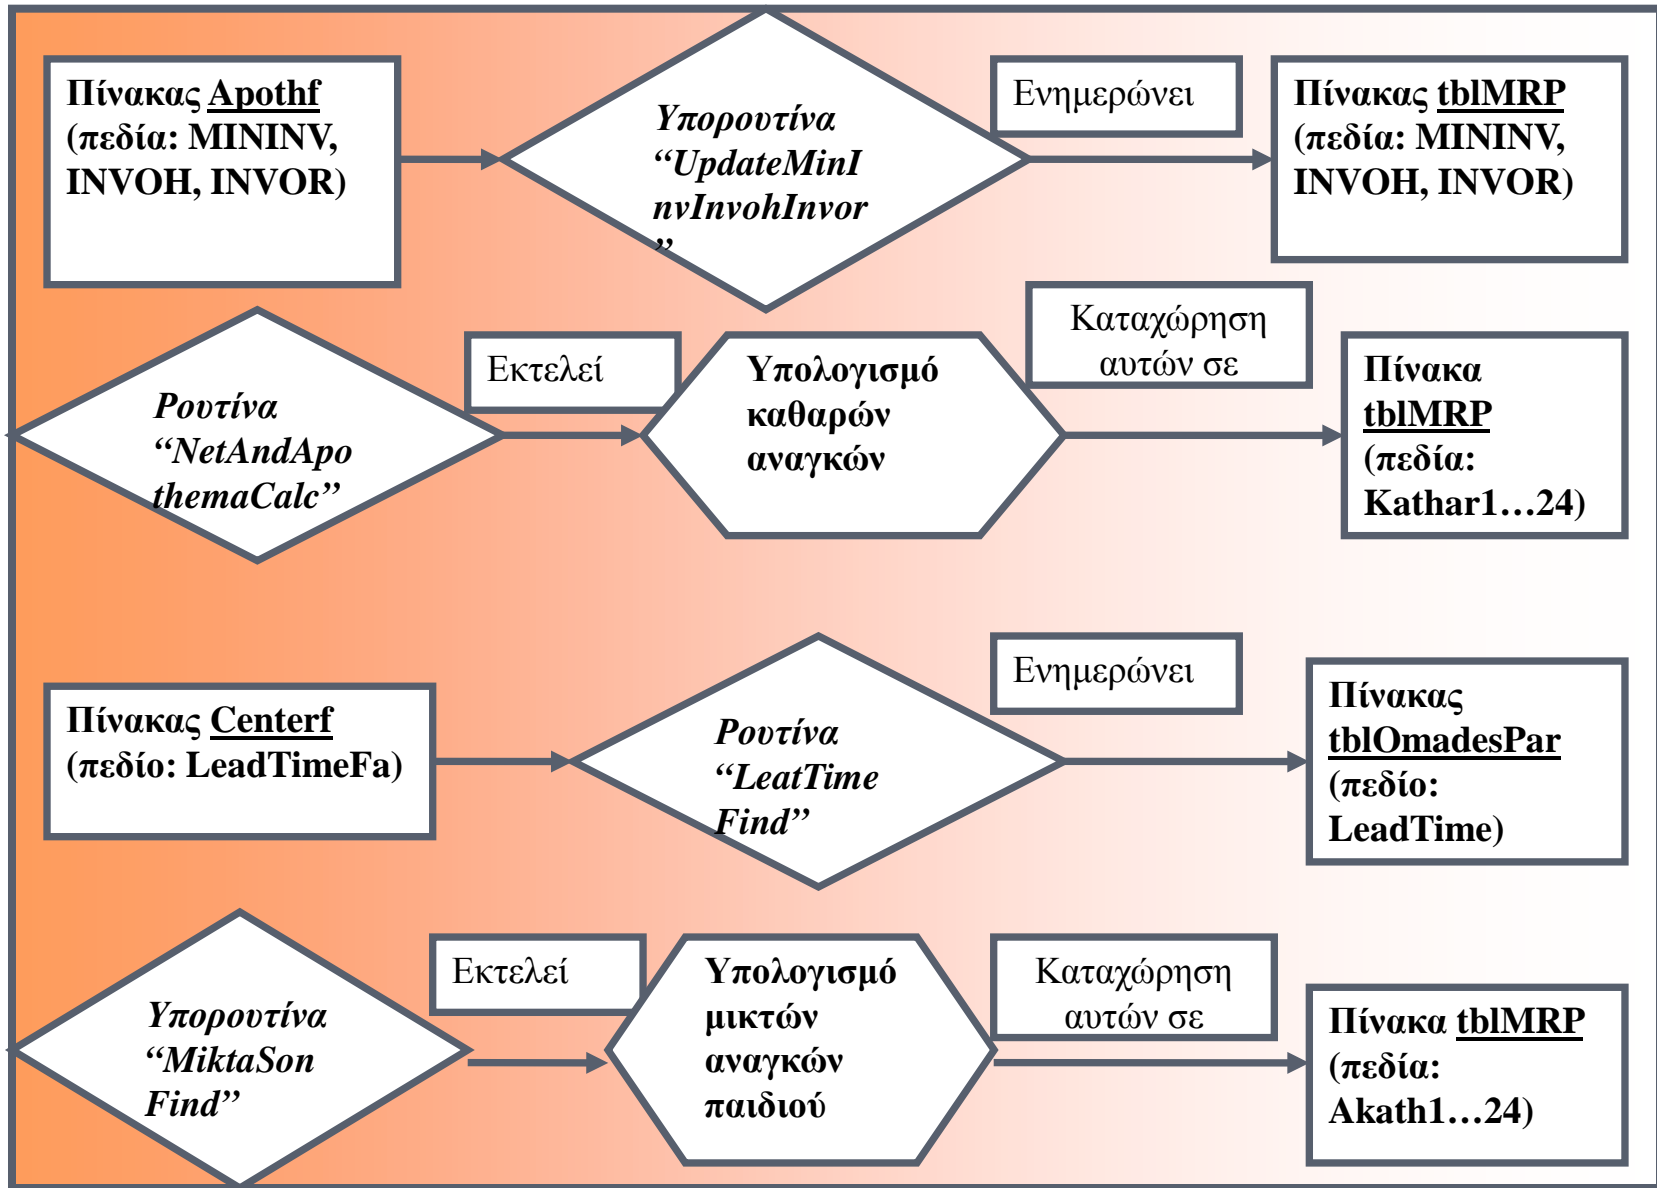 Πίνακας Apothf
(πεδία: MININV,
INVOH, INVOR)
Υπορουτίνα
“UpdateMinI
nvInvohInvor
”
Ενημερώνει
Πίνακας tblMRP
(πεδία: MININV,
INVOH, INVOR)
Ρουτίνα
“NetAndApo
themaCalc”
Εκτελεί
Υπολογισμό
καθαρών
αναγκών
Καταχώρηση
αυτών σε
Πίνακα
tblMRP
(πεδία:
Kathar1…24)
Πίνακας Centerf
(πεδίο: LeadTimeFa)
Ρουτίνα
“LeatTime
Find”
Ενημερώνει
Πίνακας
tblOmadesPar
(πεδίο:
LeadTime)
Υπορουτίνα
“MiktaSon
Find”
Εκτελεί
Υπολογισμό
μικτών
αναγκών
παιδιού
Καταχώρηση
αυτών σε
Πίνακα tblMRP
(πεδία:
Akath1…24)